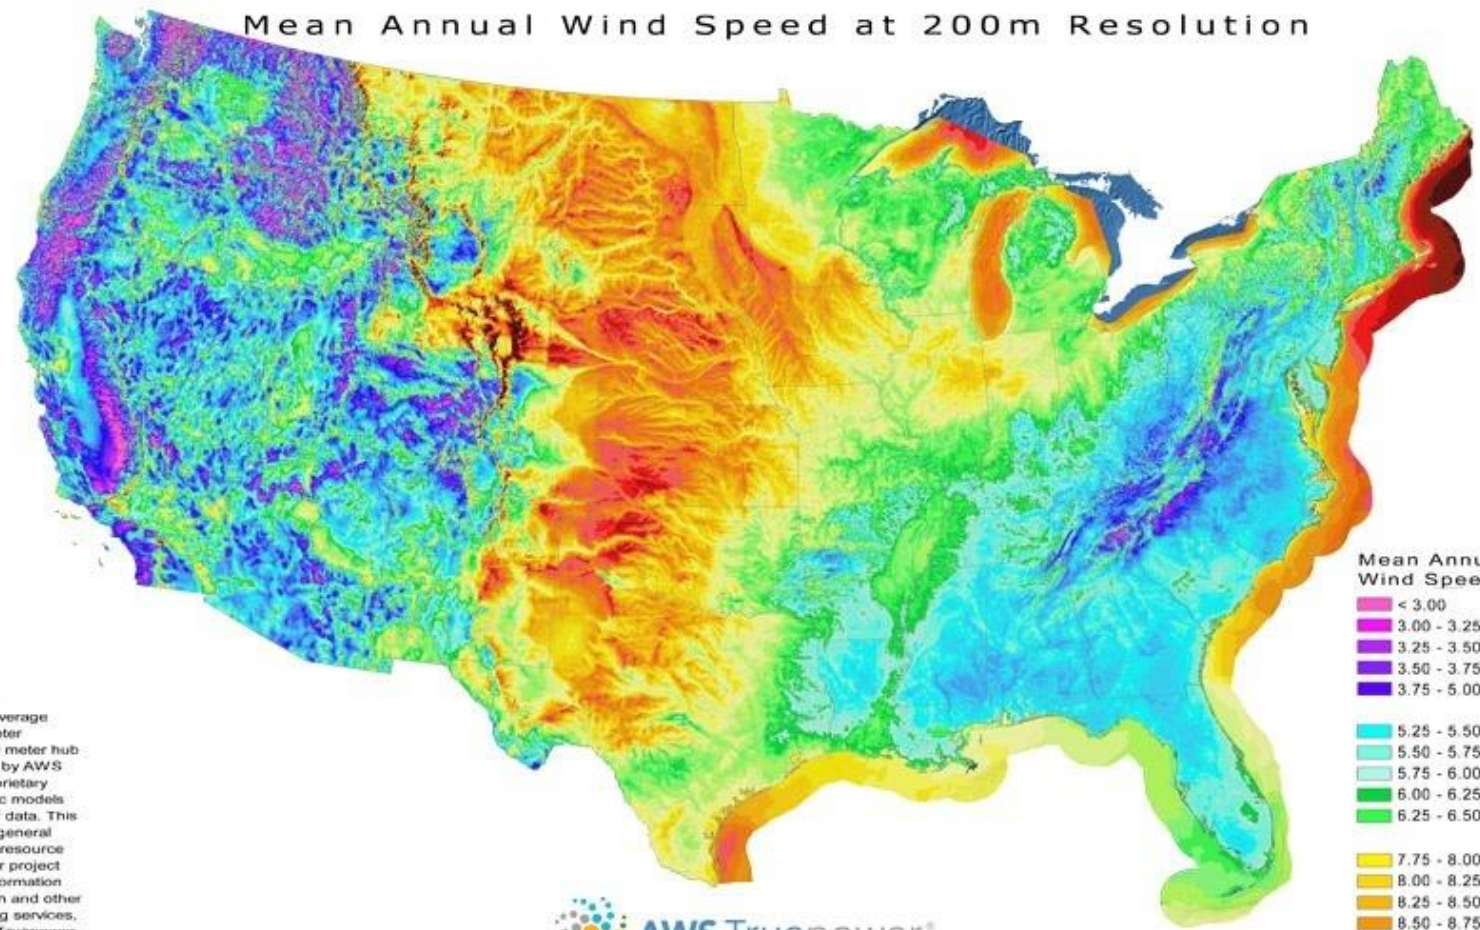 Mean Annual Wind Speed at 200m Resolution
Mean Annu
Wind Spee
< 3.00
3.00 - 3.25
3.25 - 3.50
3.50 - 3.75
3.75 - 5.00
5.25 - 5.50
5.50 - 5.75
5.75 - 6.00
6.00 - 6.25
6.25 - 6.50
7.75 - 8.00
8.00 - 8.25
8.25 - 8.50
8.50 - 8.75
verage
eter
meter hub
by AWS
prietary
c models
data. This
general
resource
r project
ormation
h and other
g services,
AWS Truepower